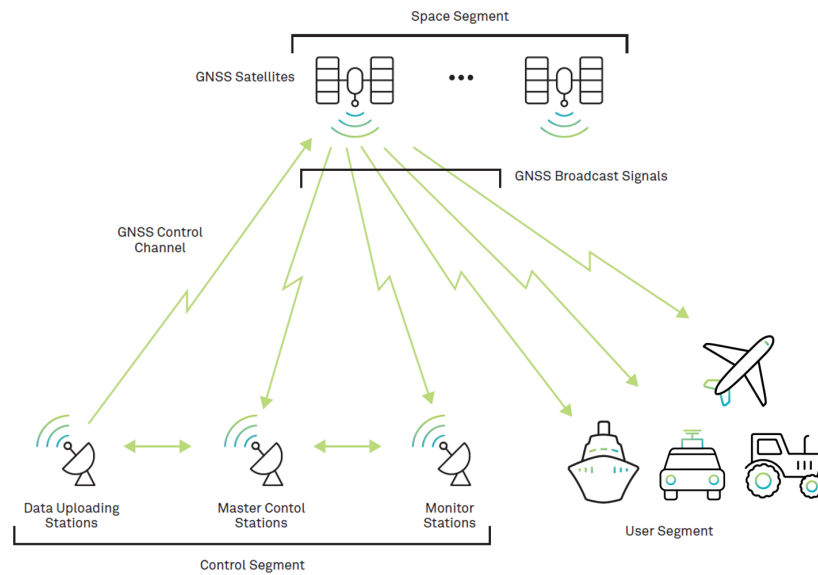 Space Segment
GNSS Satellites
GNSS Broadcast Signals
GNSS Control
Channel
Data Uploading
Stations
Master Contol
Stations
Monitor
Stations
User Segment
Control Segment